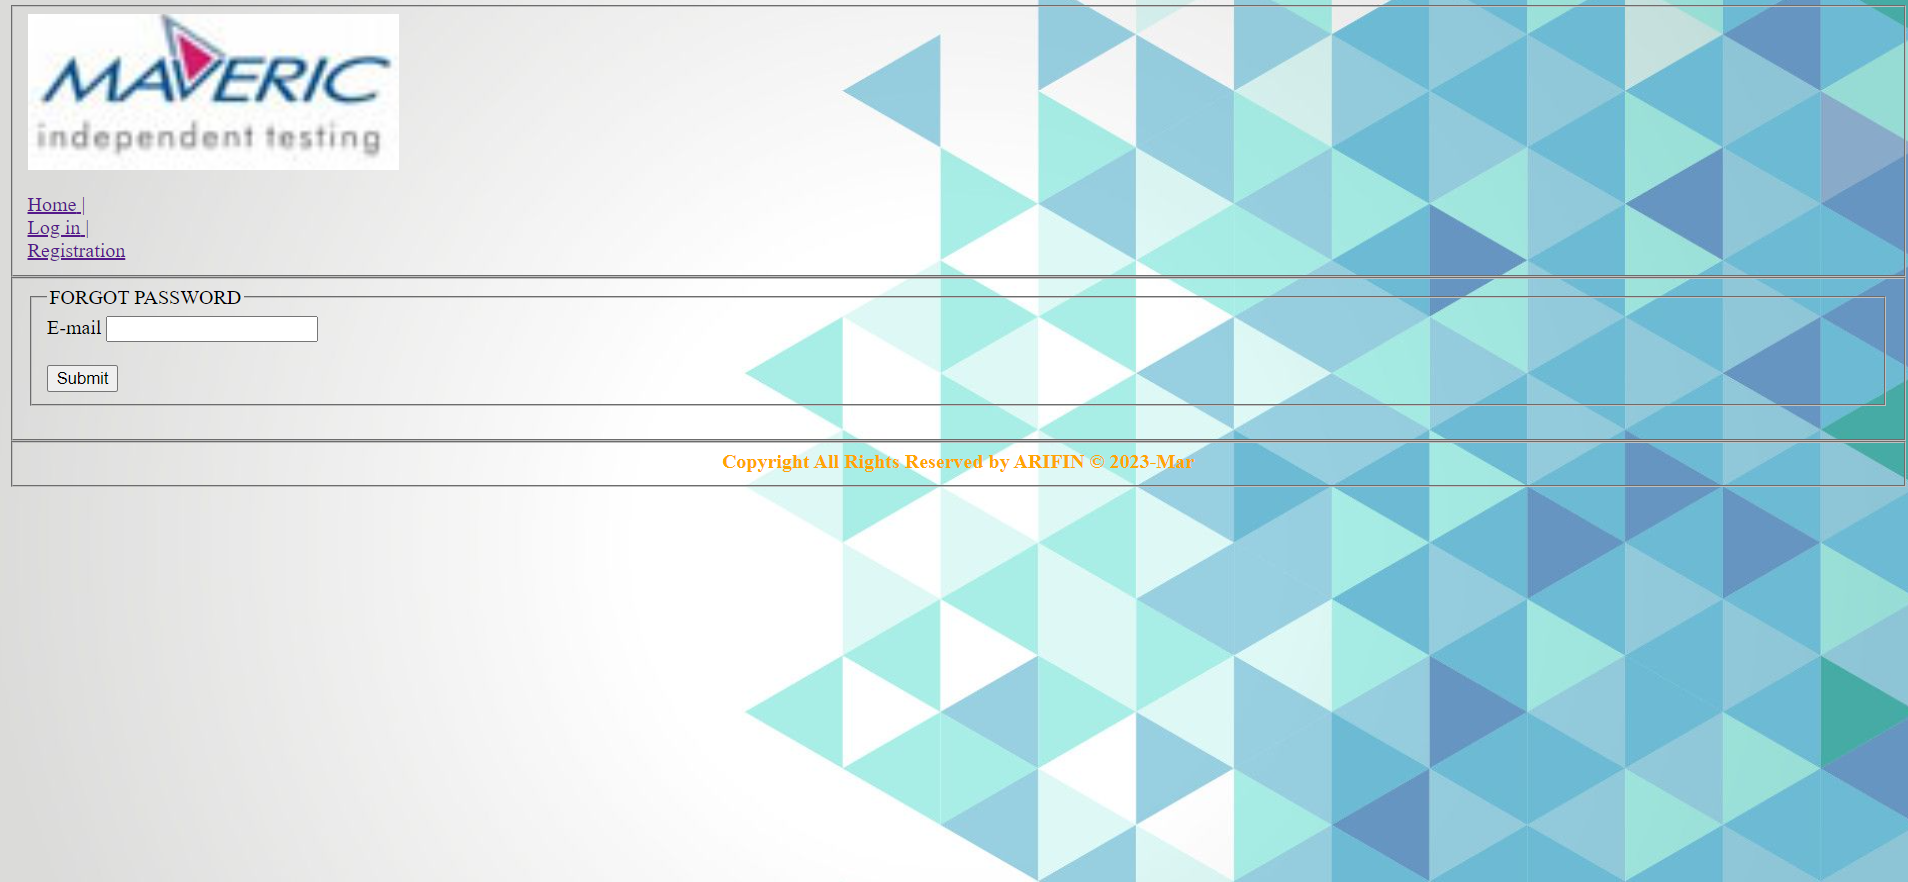 MAVERIC
independent testing
Home |
Log in |
Registration
FORGOT PASSWORD
E-mail
Submit
Copyright All Rights Reserved by ARIFIN © 2023-Mar